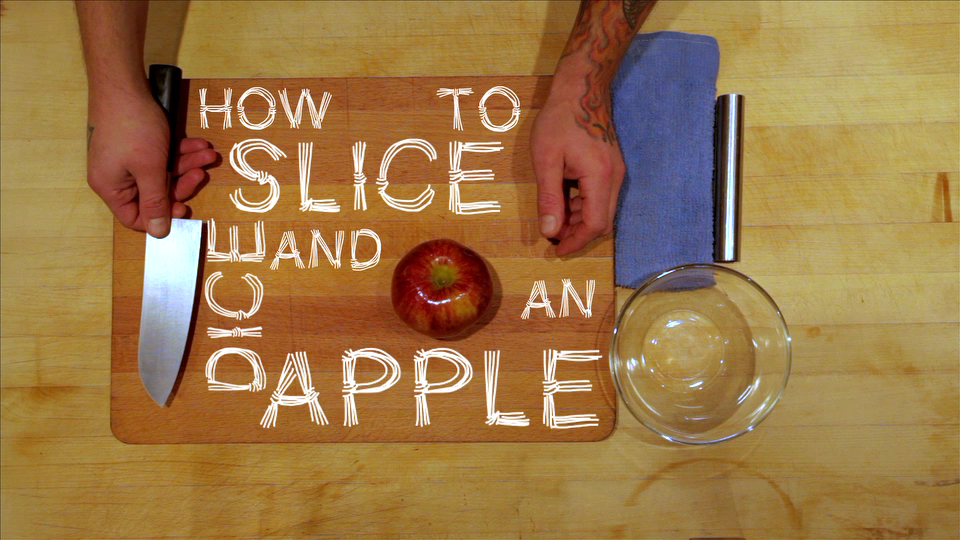 HOW TO
SLICE
AND
DICE
AN
APPLE